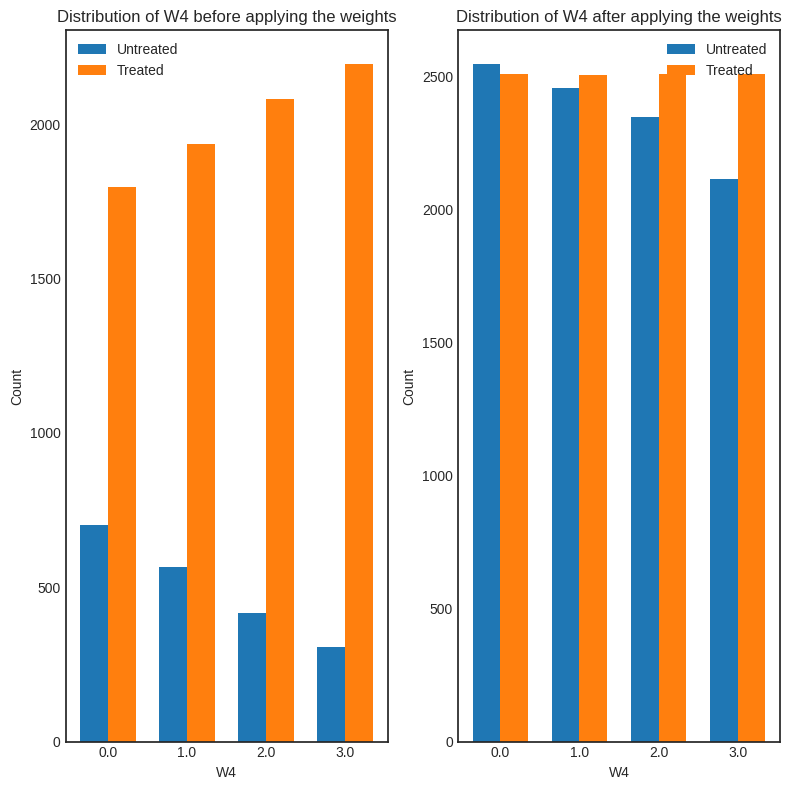 Distribution of W4 before applying the weights
Untreated
Treated
2000
1500
1000
500
0
Count
0.0 1.0 2.0 3.0
W4
Distribution of W4 after applying the weights
Untreated
Treated
2500
2000
1500
1000
500
0
Count
0.0 1.0 2.0 3.0
W4